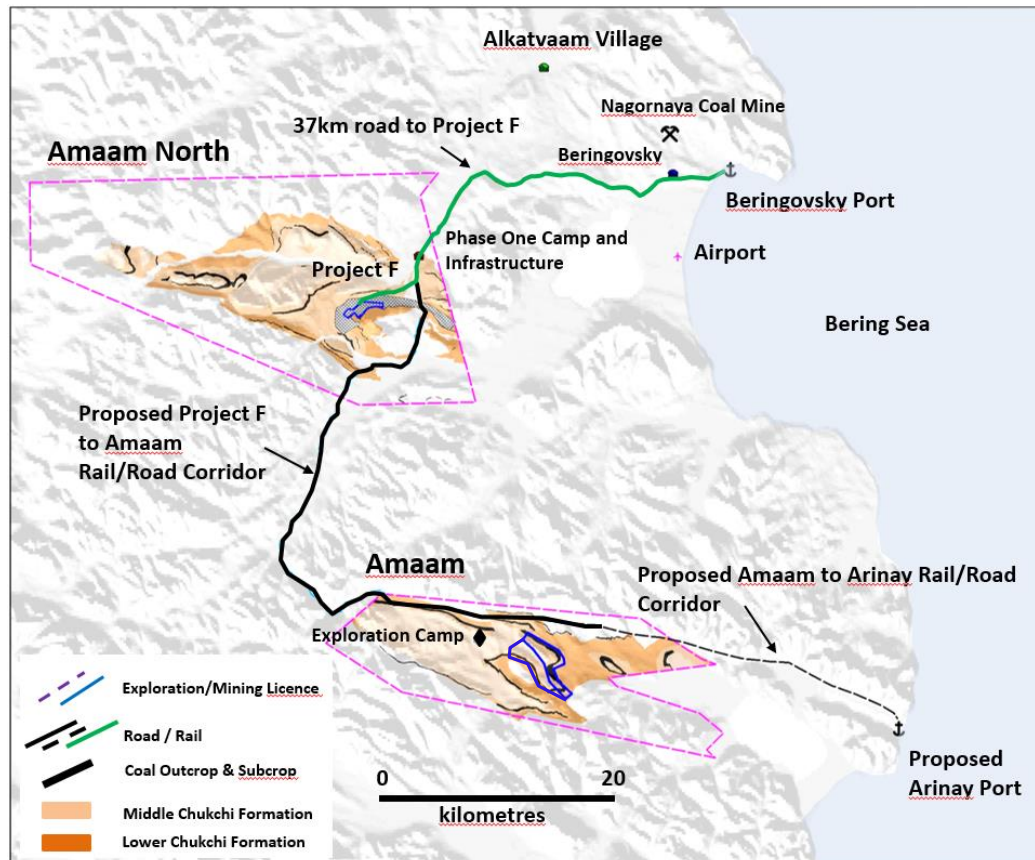 Alkatvaam Village
Nagornaya Coal Mine
37km road to Project F
Amaam North
Beringovsky
Beringovsky Port
Phase One Camp and
Infrastructure
Airport
Project F
Bering Sea
Proposed Project F
to Amaam
Rail/Road Corridor
Amaam
Proposed Amaam to Arinay Rail/Road
Corridor
Exploration Camp
Exploration/Mining Licence
Road / Rail
Coal Outcrop & Subcrop
Middle Chukchi Formation
Lower Chukchi Formation
0 20
kilometres
Proposed
Arinay Port